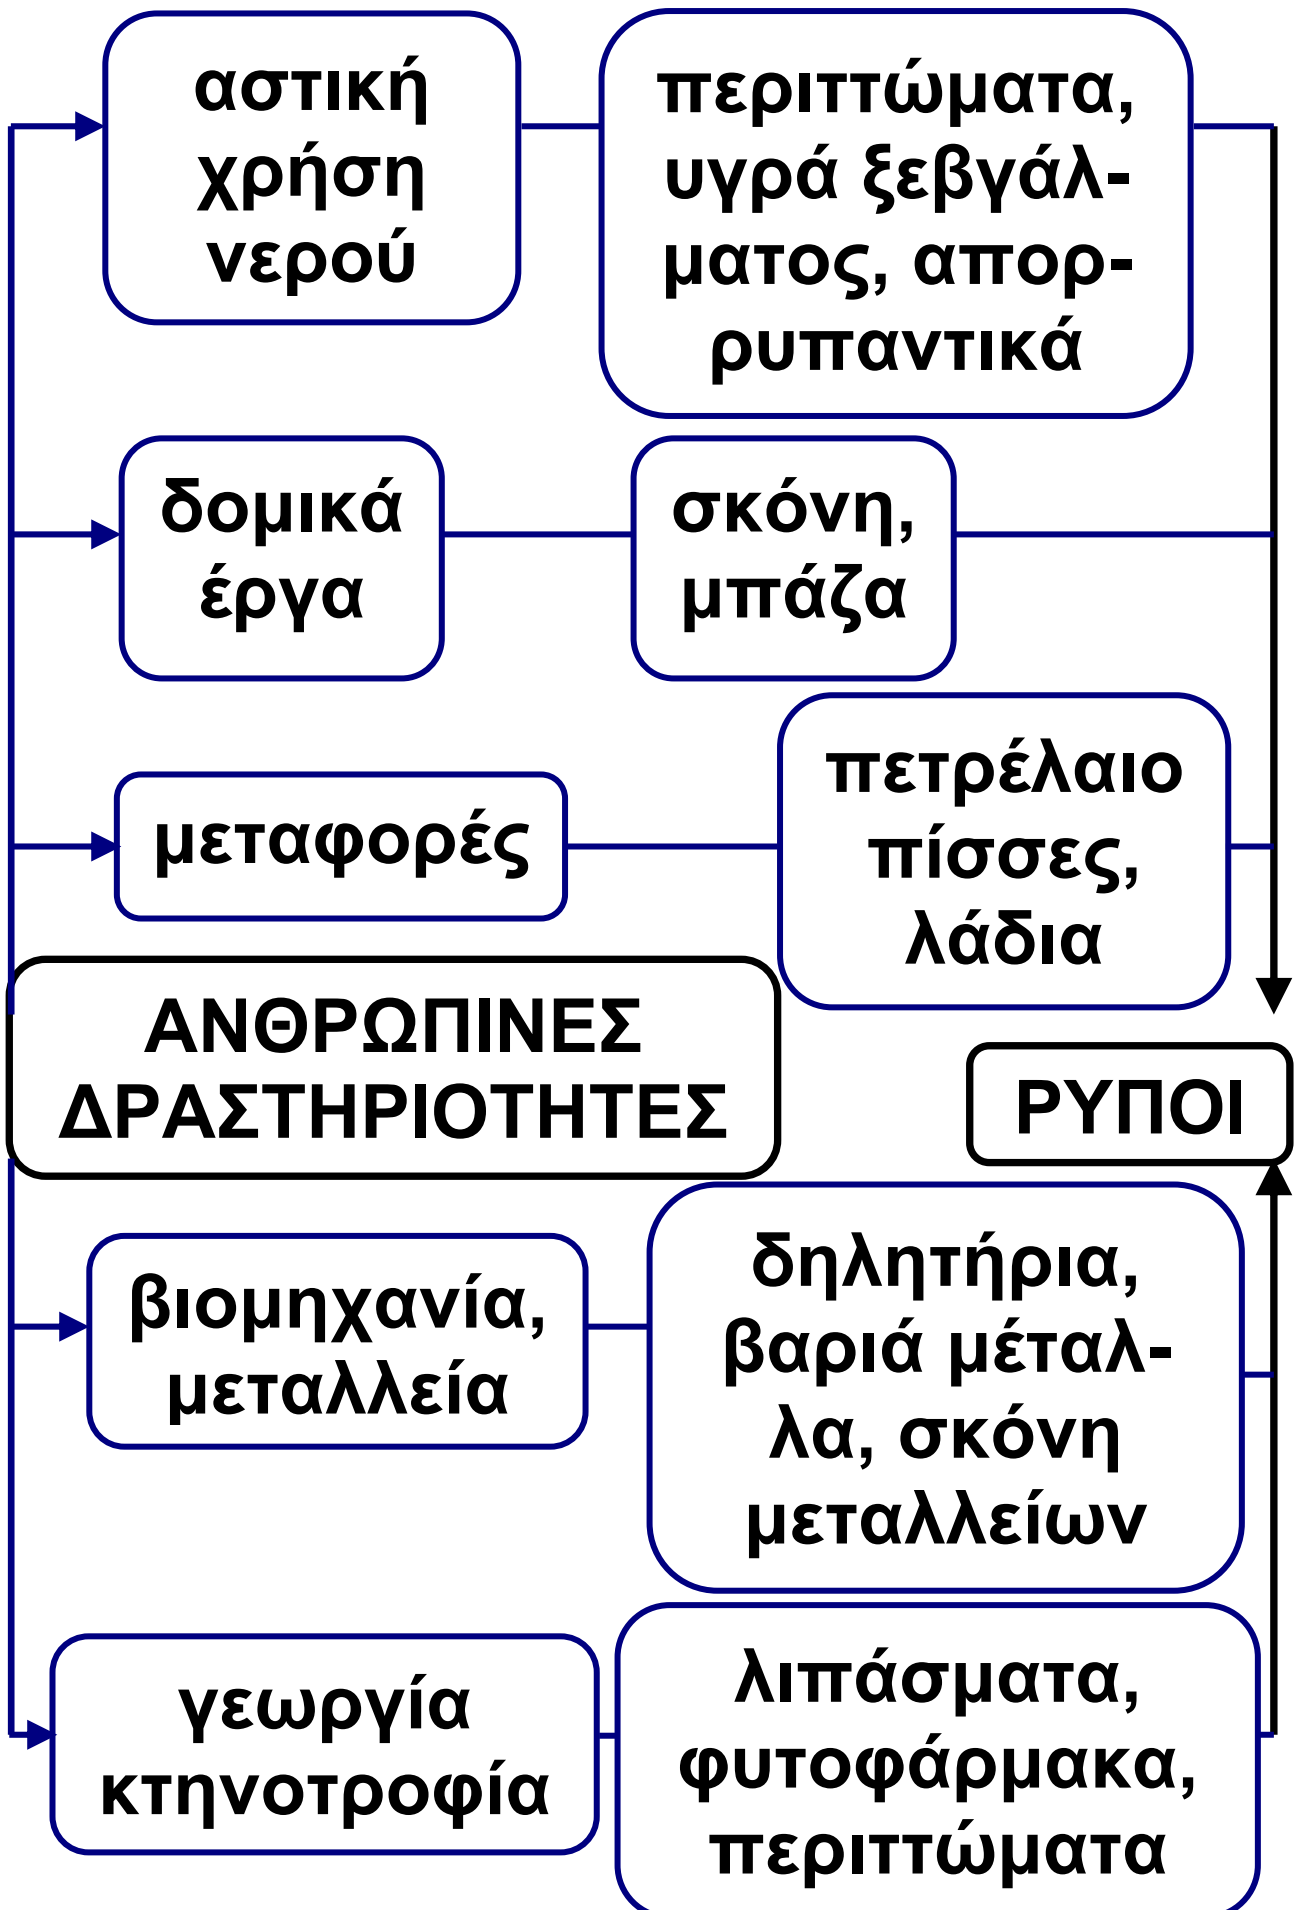 αστική
χρήση
νερού
περιττώματα,
υγρά ξεβγάλ-
ματος, απορ-
ρυπαντικά
δομικά
έργα
σκόνη,
μπάζα
μεταφορές
πετρέλαιο
πίσσες,
λάδια
ΑΝΘΡΩΠΙΝΕΣ
ΔΡΑΣΤΗΡΙΟΤΗΤΕΣ
ΡΥΠΟΙ
βιομηχανία,
μεταλλεία
δηλητήρια,
βαριά μέταλ-
λα, σκόνη
μεταλλείων
γεωργία
κτηνοτροφία
λιπάσματα,
φυτοφάρμακα,
περιττώματα